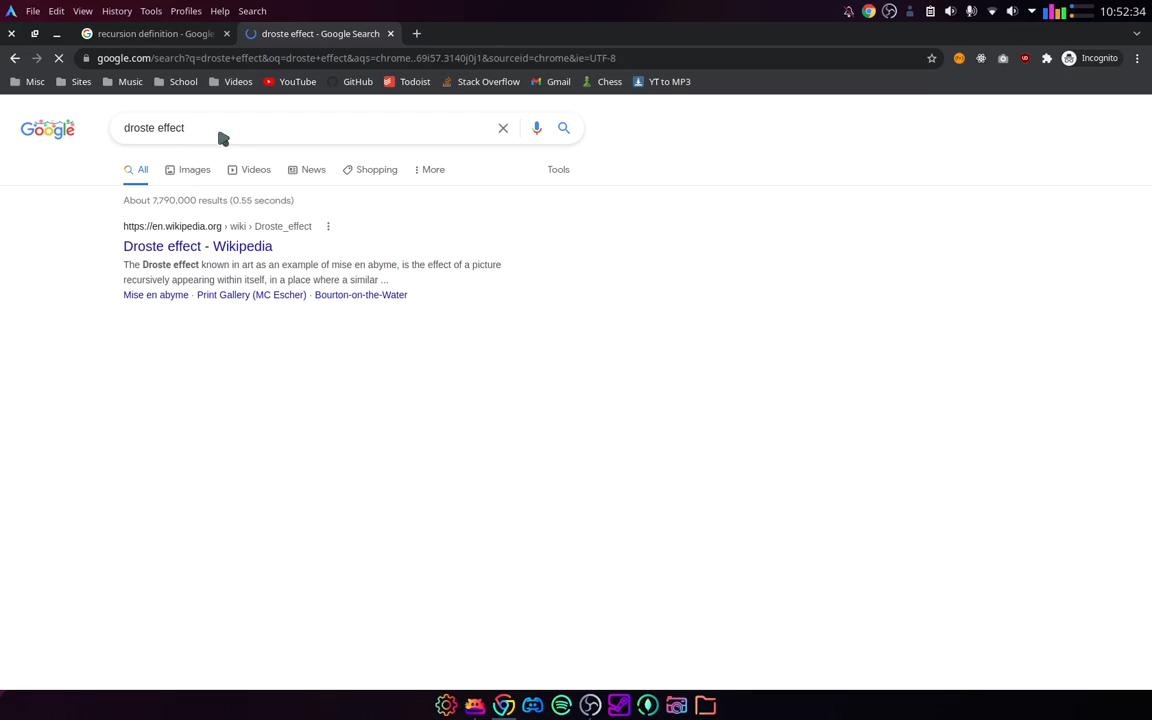 File Edit View History Tools Profiles Help Search 10:52:34
recursion definition - Google droste effect - Google Search
google.com/search?q=droste+effect&oq=droste+effect&aqs=chrome..69i57.3140j0j1&sourceid=chrome&ie=UTF-8 Incognito
Misc Sites Music School Videos YouTube GitHub Todoist Stack Overflow Gmail Chess YT to MP3
Google droste effect
All Images Videos News Shopping More Tools
About 7,790,000 results (0.55 seconds)
https://en.wikipedia.org › wiki › Droste_effect
Droste effect - Wikipedia
The Droste effect known in art as an example of mise en abyme, is the effect of a picture
recursively appearing within itself, in a place where a similar ...
Mise en abyme · Print Gallery (MC Escher) · Bourton-on-the-Water